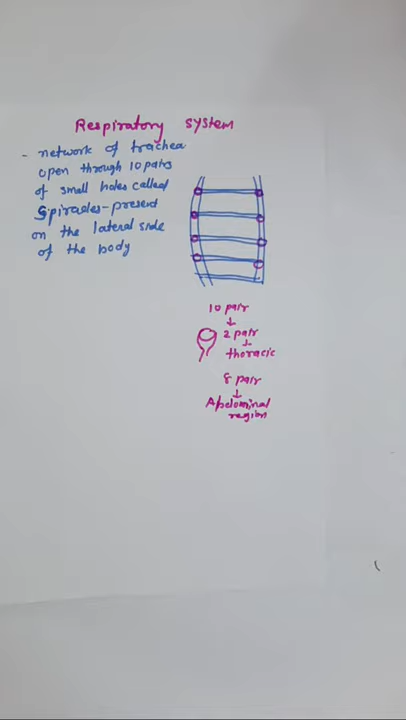 Respiratory system
- network of trachea
open through 10 pairs
of small holes called
Spiracles - present
on the lateral side
of the body
10 pair
↓
2 pair
↓
thoracic
8 pair
↓
Abdominal
region